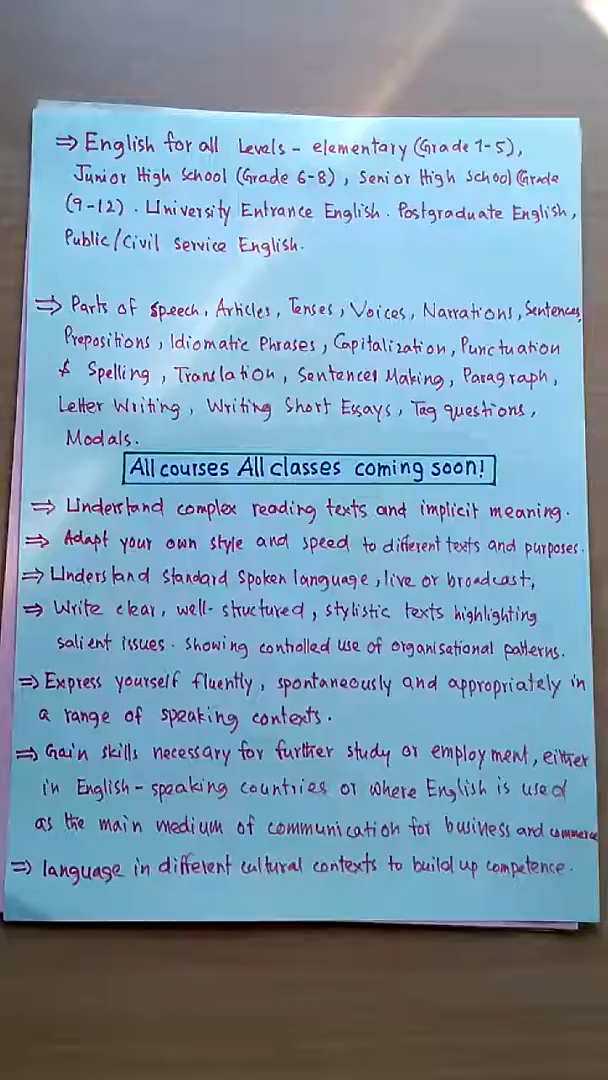 ⇒ English for all Levels - elementary (Grade 1-5),
Junior High School (Grade 6-8), Senior High School (Grade
(9-12). University Entrance English. Postgraduate English,
Public/Civil Service English.
⇒ Parts of Speech, Articles, Tenses, Voices, Narrations, Sentences,
Prepositions, Idiomatic Phrases, Capitalization, Punctuation
& Spelling, Translation, Sentences Making, Paragraph,
Letter Writing, Writing Short Essays, Tag questions,
Modals.
All courses All classes coming soon!
⇒ Understand complex reading texts and implicit meaning.
⇒ Adapt your own style and speed to different texts and purposes.
⇒ Understand Standard Spoken language, live or broadcast,
⇒ Write clear, well-structured, stylistic texts highlighting
salient issues. showing controlled use of organisational patterns.
⇒ Express yourself fluently, spontaneously and appropriately in
a range of speaking contexts.
⇒ Gain skills necessary for further study or employment, either
in English-speaking countries or where English is used
as the main medium of communication for business and commerce
⇒ language in different cultural contexts to build up competence.